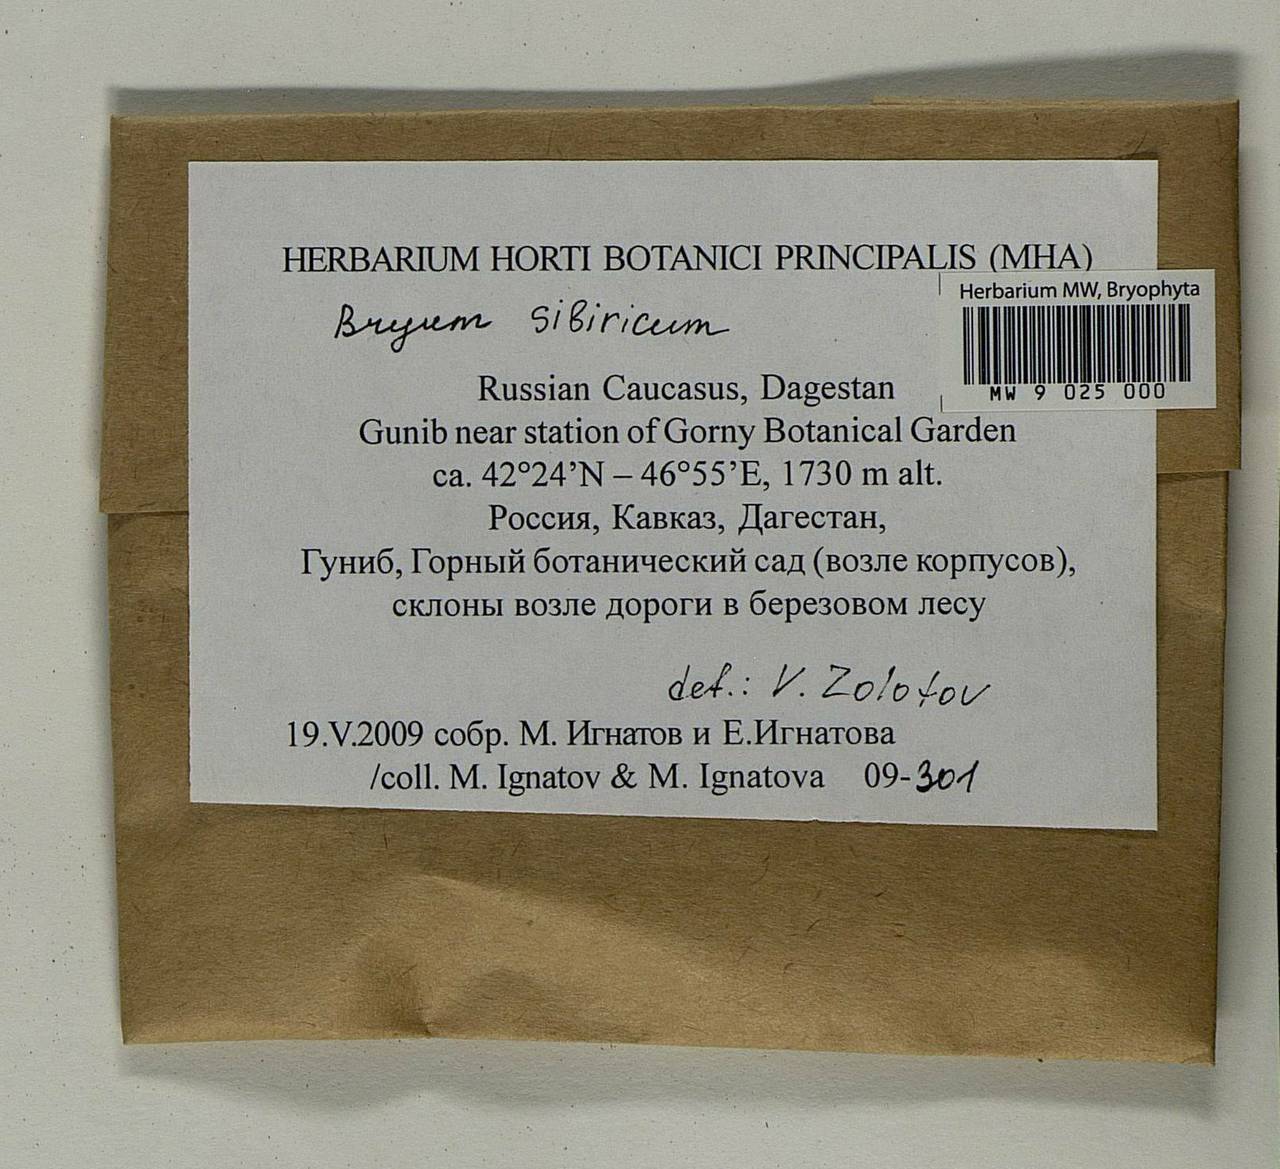 HERBARIUM HORTI BOTANICI PRINCIPALIS (MHA)
Herbarium MW, Bryophyta
MW 9 025 000
Bryum sibiricum
Russian Caucasus, Dagestan
Gunib near station of Gorny Botanical Garden
ca. 42°24’N – 46°55’E, 1730 m alt.
Россия, Кавказ, Дагестан,
Гуниб, Горный ботанический сад (возле корпусов),
склоны возле дороги в березовом лесу
det.: V. Zolotov
19.V.2009 собр. М. Игнатов и Е.Игнатова
/coll. M. Ignatov & M. Ignatova 09-301